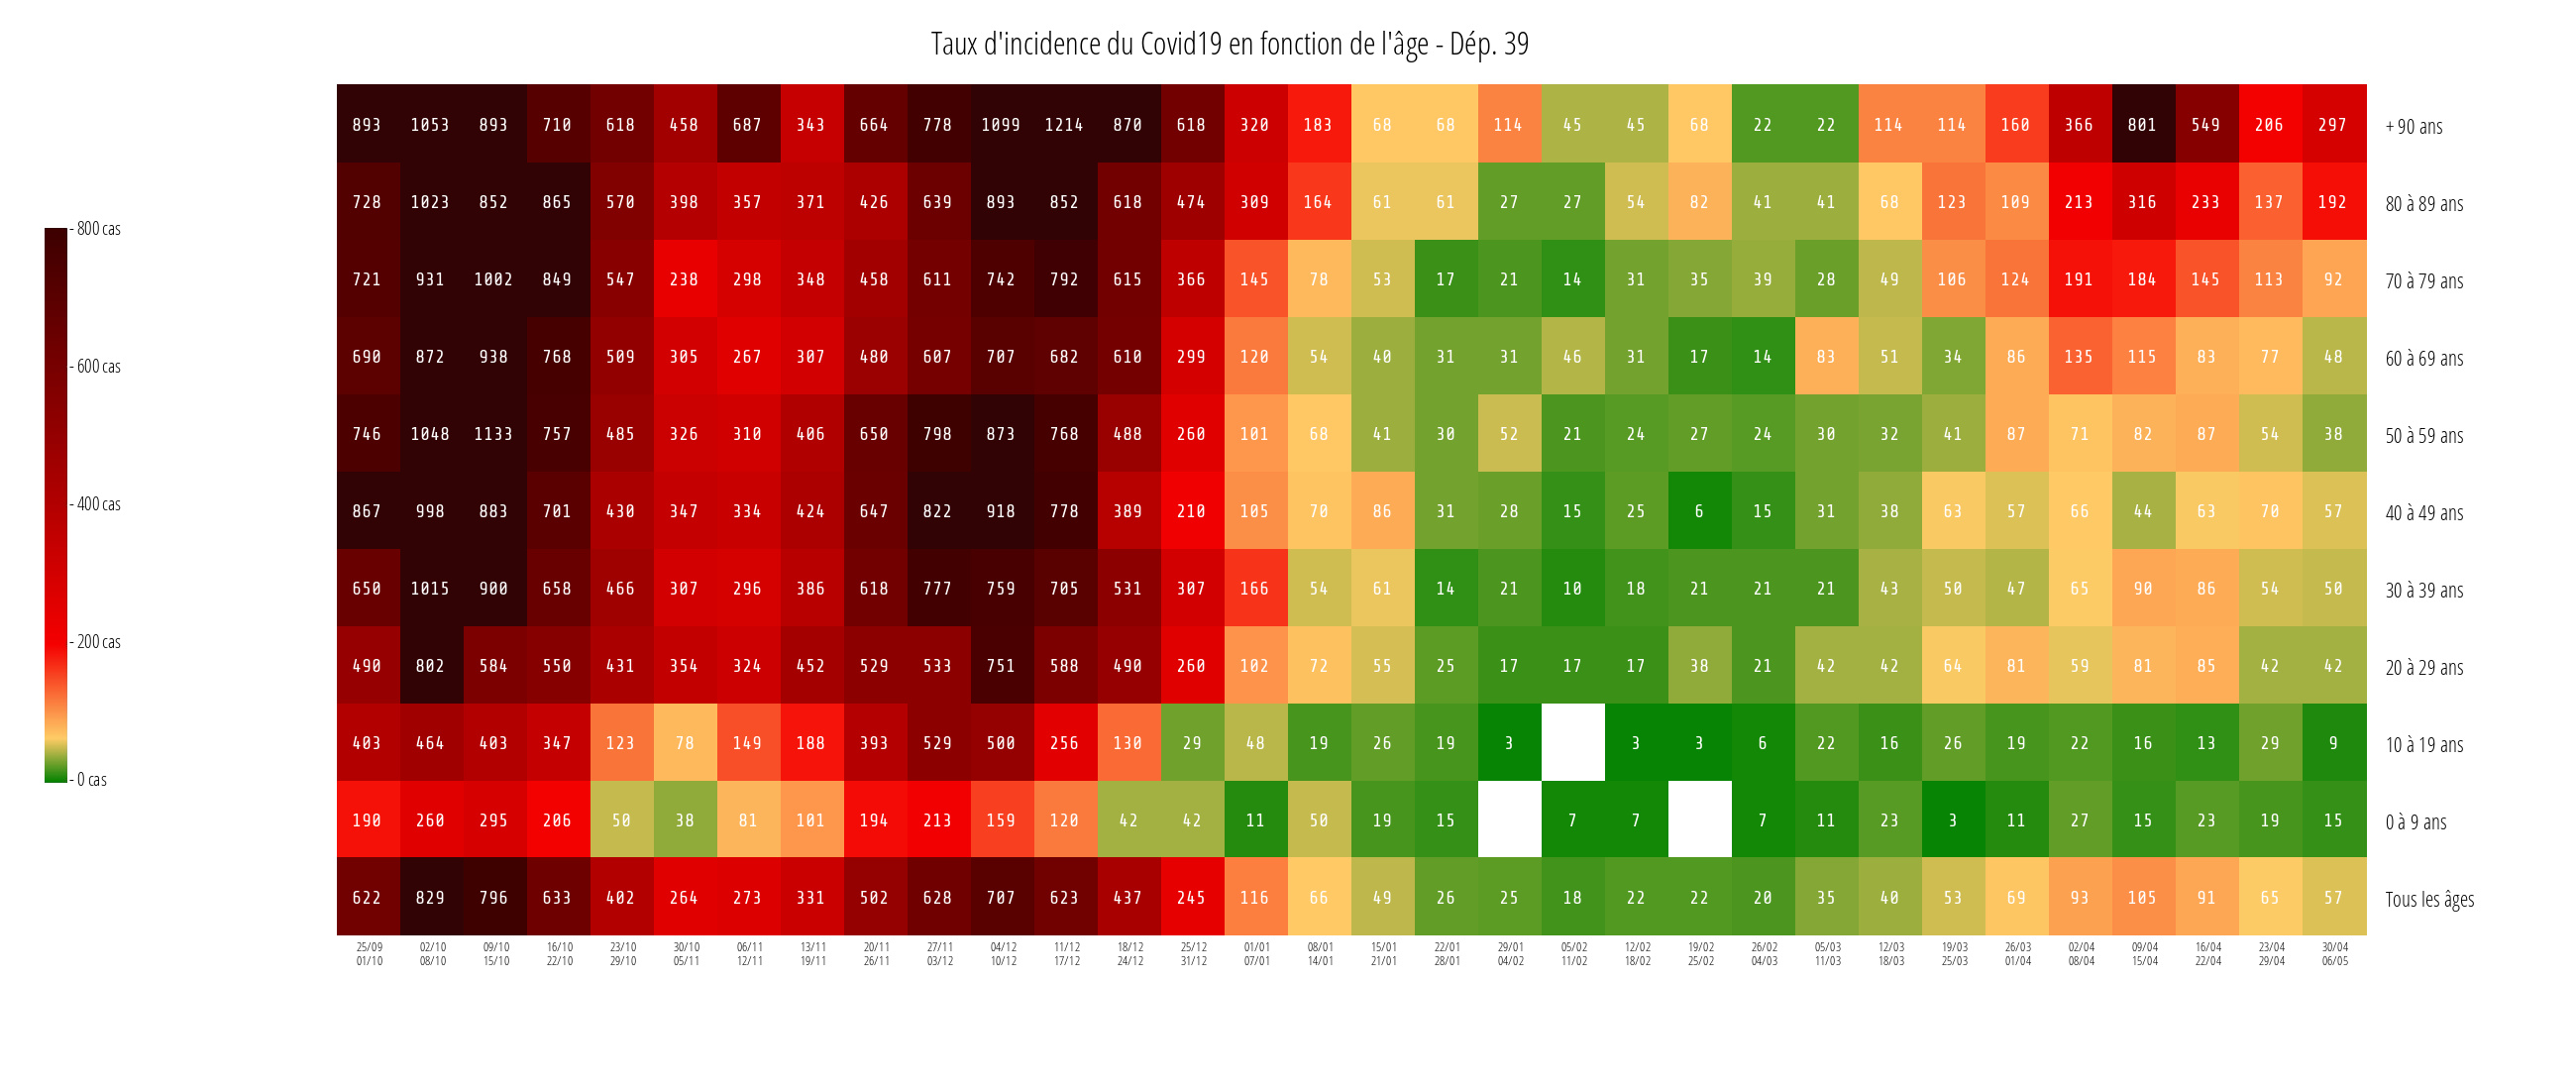 Taux d'incidence du Covid19 en fonction de l'âge - Dép. 39
- 800 cas
- 600 cas
- 400 cas
- 200 cas
- 0 cas
893 1053 893 710 618 458 687 343 664 778 1099 1214 870 618 320 183 68 68 114 45 45 68 22 22 114 114 160 366 801 549 206 297 + 90 ans
728 1023 852 865 570 398 357 371 426 639 893 852 618 474 309 164 61 61 27 27 54 82 41 41 68 123 109 213 316 233 137 192 80 à 89 ans
721 931 1002 849 547 238 298 348 458 611 742 792 615 366 145 78 53 17 21 14 31 35 39 28 49 106 124 191 184 145 113 92 70 à 79 ans
690 872 938 768 509 305 267 307 480 607 707 682 610 299 120 54 40 31 31 46 31 17 14 83 51 34 86 135 115 83 77 48 60 à 69 ans
746 1048 1133 757 485 326 310 406 650 798 873 768 488 260 101 68 41 30 52 21 24 27 24 30 32 41 87 71 82 87 54 38 50 à 59 ans
867 998 883 701 430 347 334 424 647 822 918 778 389 210 105 70 86 31 28 15 25 6 15 31 38 63 57 66 44 63 70 57 40 à 49 ans
650 1015 900 658 466 307 296 386 618 777 759 705 531 307 166 54 61 14 21 10 18 21 21 21 43 50 47 65 90 86 54 50 30 à 39 ans
490 802 584 550 431 354 324 452 529 533 751 588 490 260 102 72 55 25 17 17 17 38 21 42 42 64 81 59 81 85 42 42 20 à 29 ans
403 464 403 347 123 78 149 188 393 529 500 256 130 29 48 19 26 19 3 3 3 6 22 16 26 19 22 16 13 29 9 10 à 19 ans
190 260 295 206 50 38 81 101 194 213 159 120 42 42 11 50 19 15 7 7 7 11 23 3 11 27 15 23 19 15 0 à 9 ans
622 829 796 633 402 264 273 331 502 628 707 623 437 245 116 66 49 26 25 18 22 22 20 35 40 53 69 93 105 91 65 57 Tous les âges
25/09 02/10 09/10 16/10 23/10 30/10 06/11 13/11 20/11 27/11 04/12 11/12 18/12 25/12 01/01 08/01 15/01 22/01 29/01 05/02 12/02 19/02 26/02 05/03 12/03 19/03 26/03 02/04 09/04 16/04 23/04 30/04
01/10 08/10 15/10 22/10 29/10 05/11 12/11 19/11 26/11 03/12 10/12 17/12 24/12 31/12 07/01 14/01 21/01 28/01 04/02 11/02 18/02 25/02 04/03 11/03 18/03 25/03 01/04 08/04 15/04 22/04 29/04 06/05